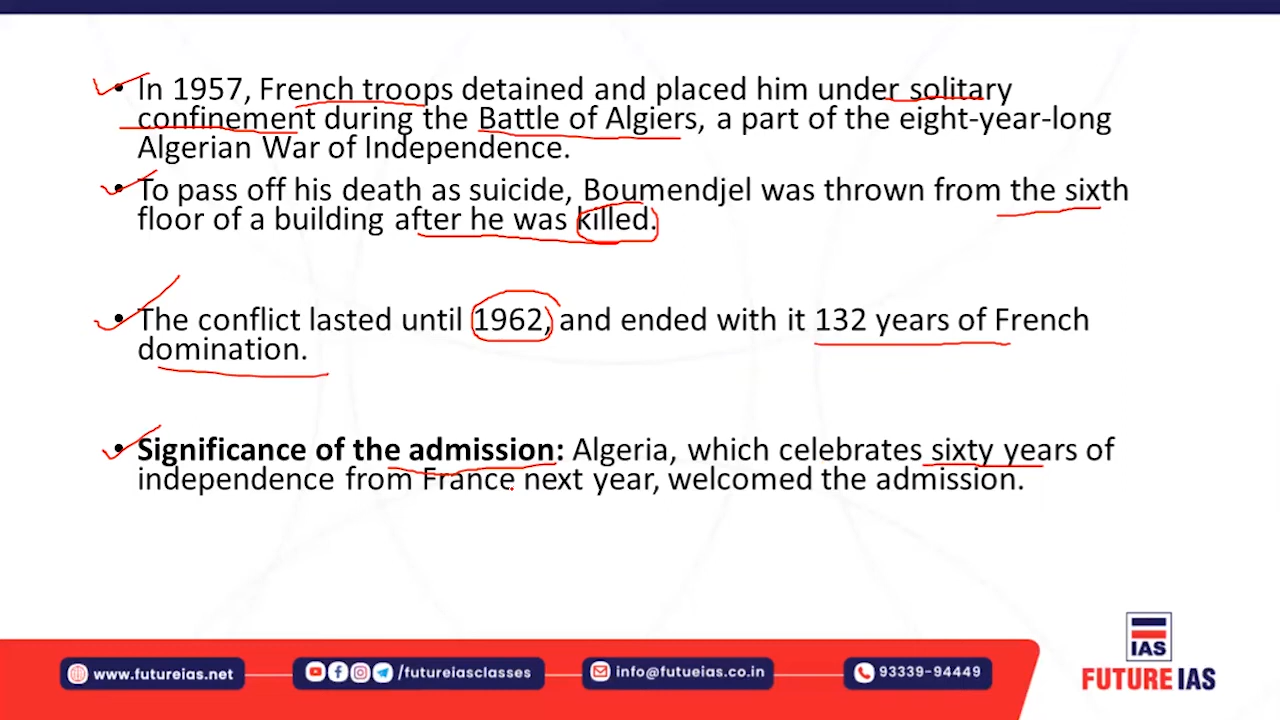 • In 1957, French troops detained and placed him under solitary
confinement during the Battle of Algiers, a part of the eight-year-long
Algerian War of Independence.
• To pass off his death as suicide, Boumendjel was thrown from the sixth
floor of a building after he was killed.
• The conflict lasted until 1962, and ended with it 132 years of French
domination.
• Significance of the admission: Algeria, which celebrates sixty years of
independence from France next year, welcomed the admission.
IAS
FUTURE IAS
www.futureias.net
/futureiasclasses
info@futueias.co.in
93339-94449